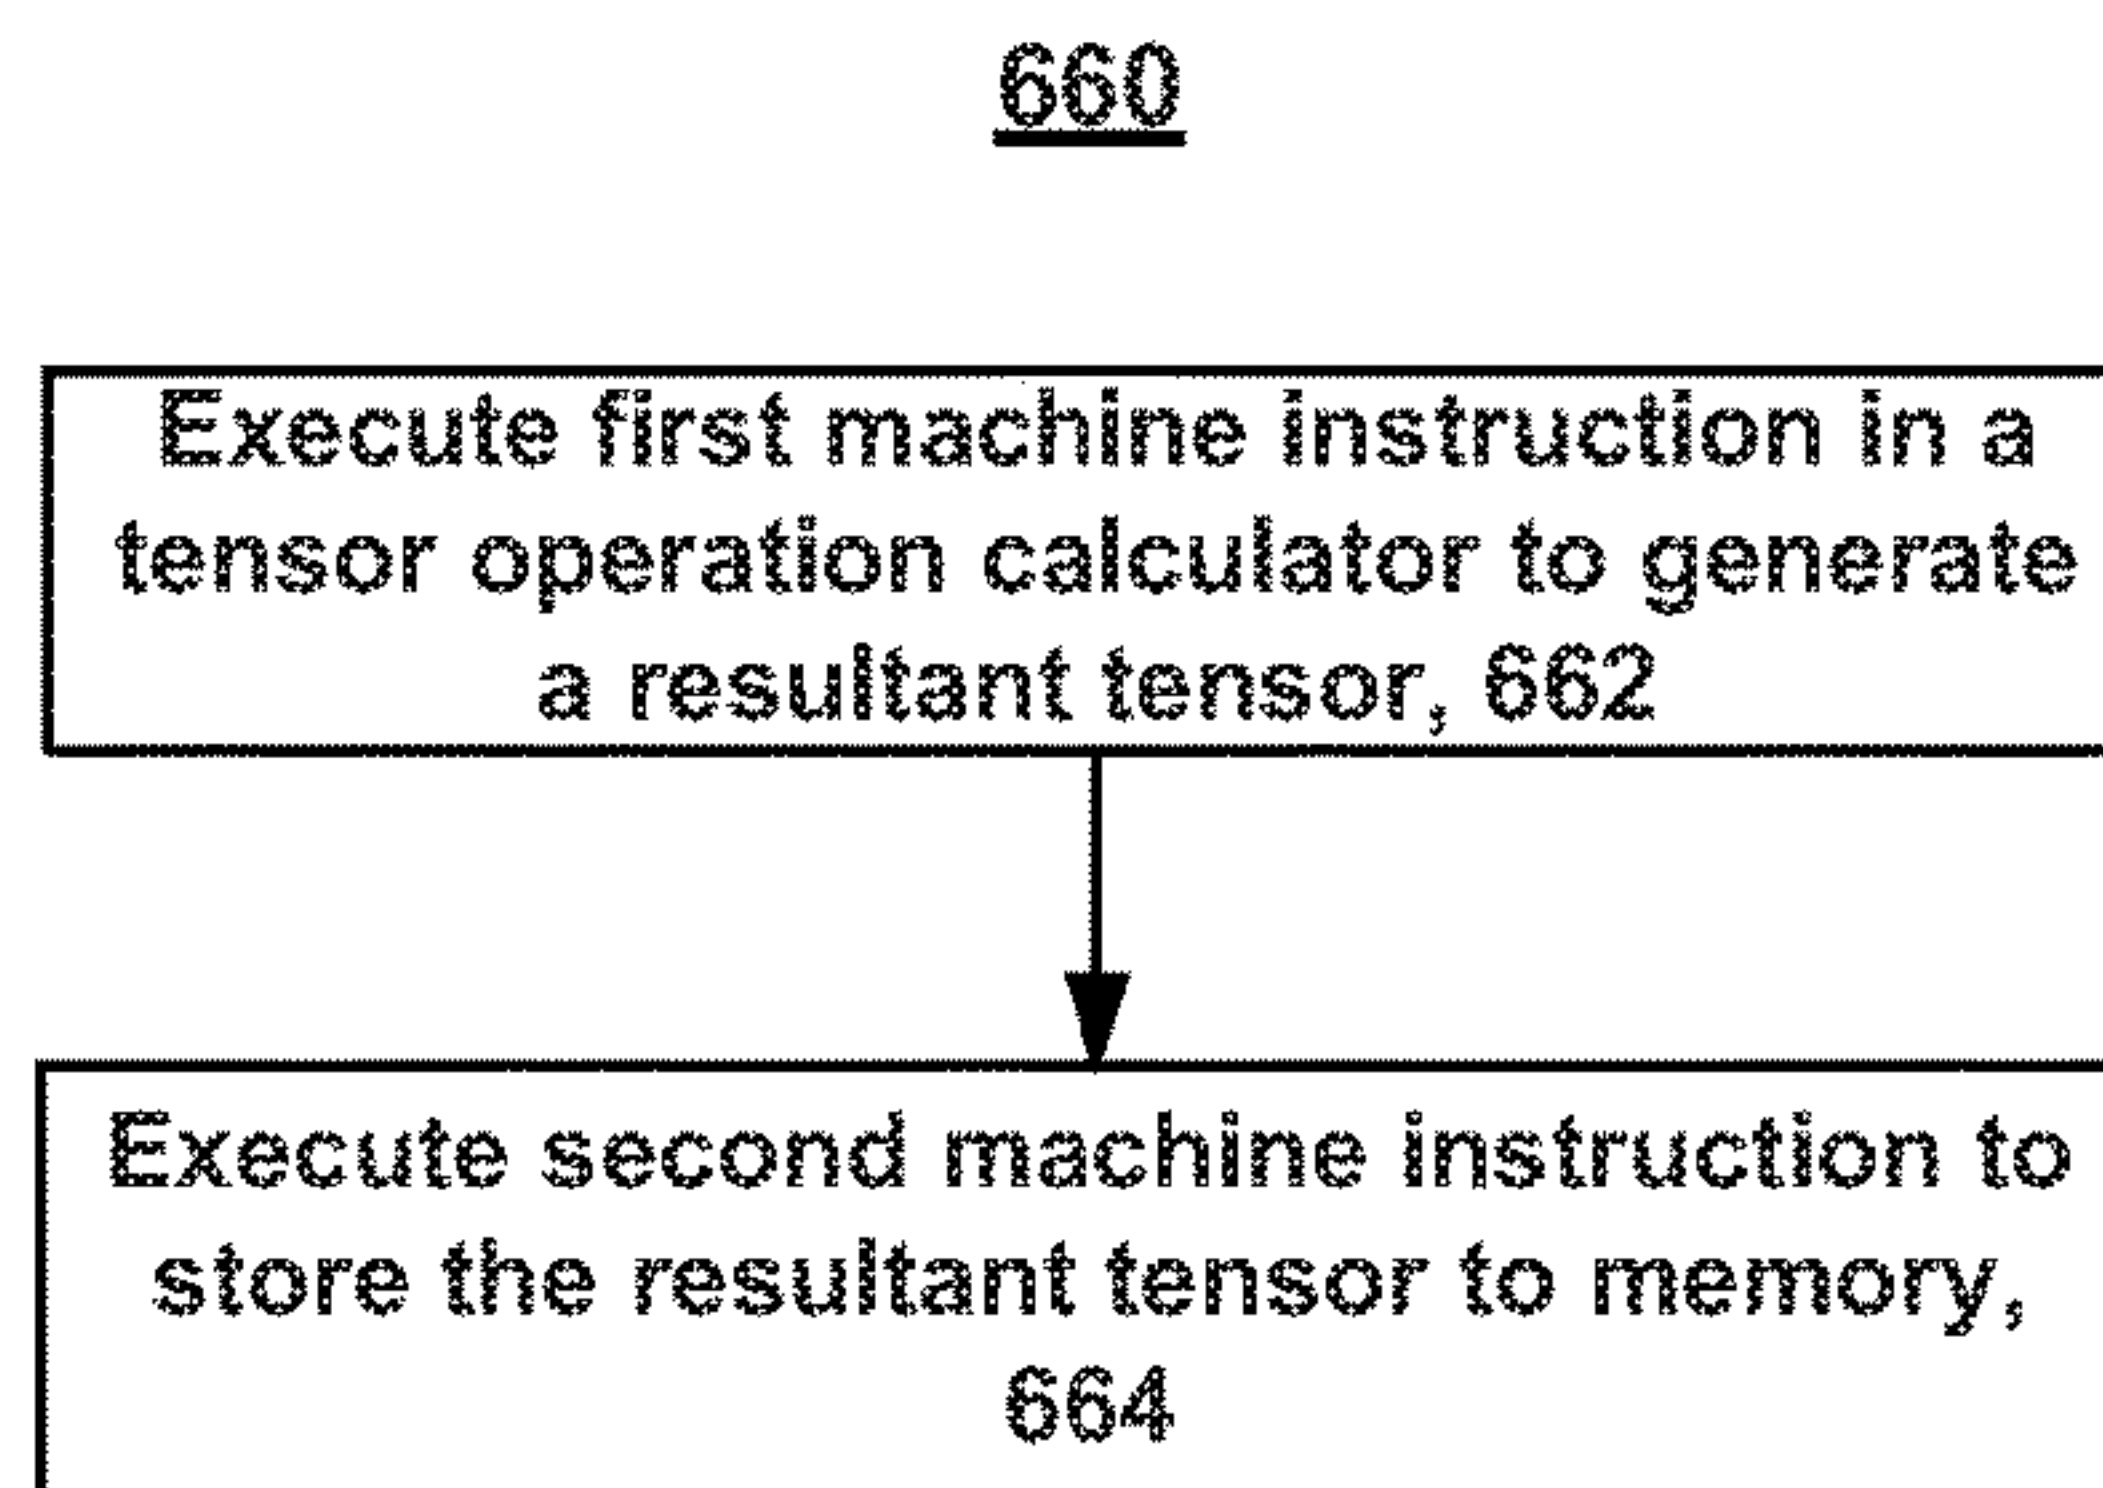 660
Execute first machine instruction in a
tensor operation calculator to generate
a resultant tensor, 662
Execute second machine instruction to
store the resultant tensor to memory,
664